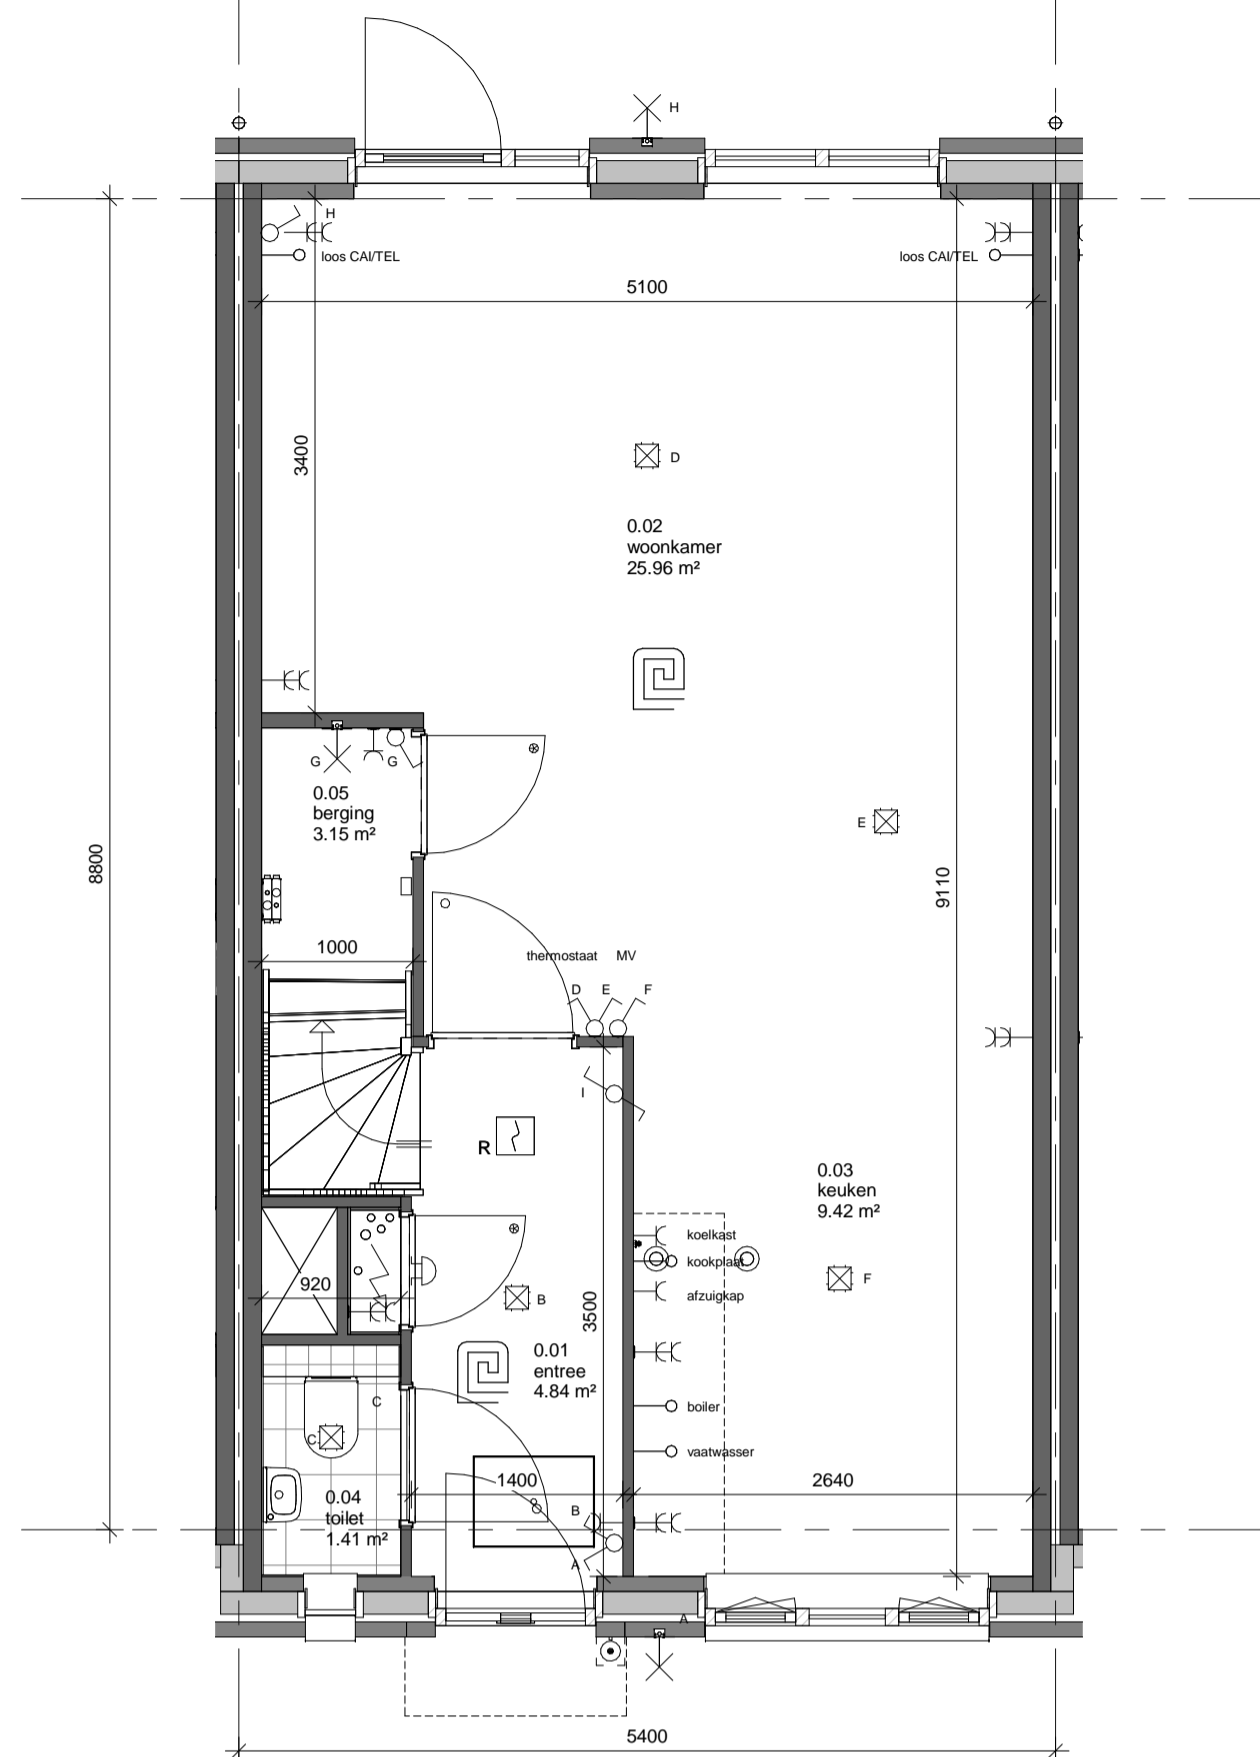 H
H
loos CAI/TEL
loos CAI/TEL
5100
3400
D
0.02
woonkamer
25.96 m²
G
G
0.05
berging
3.15 m²
E
8800
9110
1000
thermostaat
MV
D
E
F
I
R
0.03
keuken
9.42 m²
koelkast
kookplaat
afzuigkap
F
920
B
3500
0.01
entree
4.84 m²
C
C
boiler
vaatwasser
1400
2640
0.04
toilet
1.41 m²
B
A
A
5400